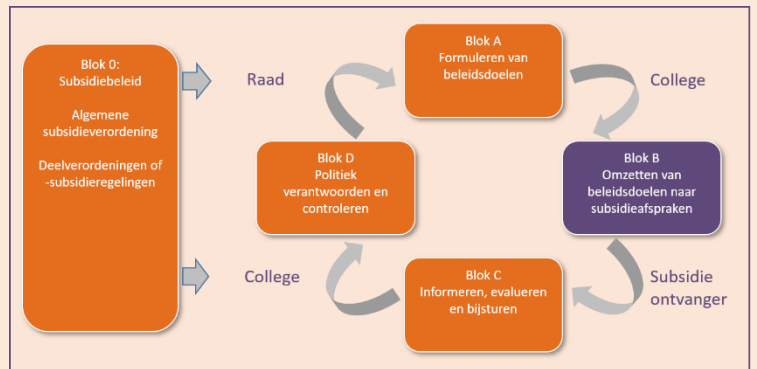 Blok 0:
Subsidiebeleid
Algemene
subsidieverordening
Deelverordeningen of
-subsidieregelingen
Raad
Blok A
Formuleren van
beleidsdoelen
College
Blok D
Politiek
verantwoorden en
controleren
Blok B
Omzetten van
beleidsdoelen naar
subsidieafspraken
College
Blok C
Informeren, evalueren
en bijsturen
Subsidie
ontvanger